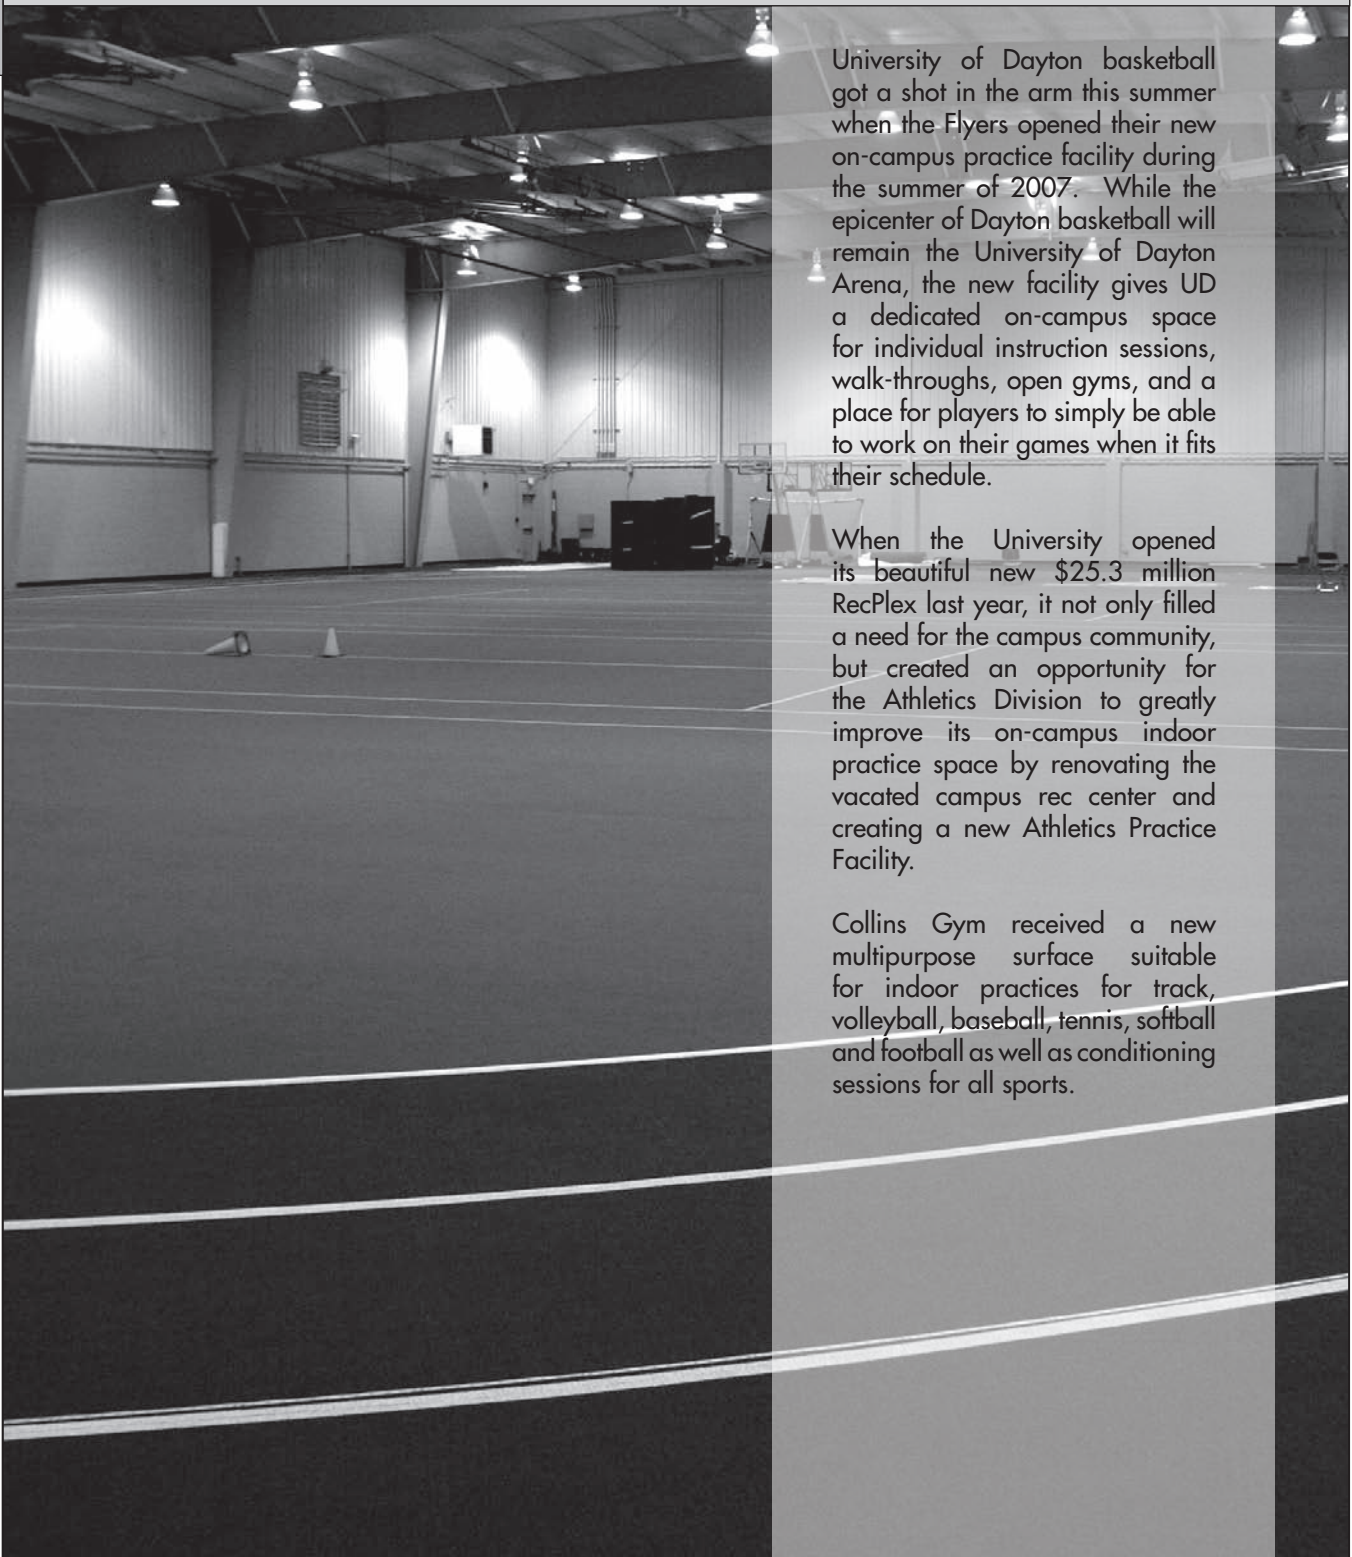 University of Dayton basketball
got a shot in the arm this summer
when the Flyers opened their new
on-campus practice facility during
the summer of 2007.  While the
epicenter of Dayton basketball will
remain the University of Dayton
Arena, the new facility gives UD
a dedicated on-campus space
for individual instruction sessions,
walk-throughs, open gyms, and a
place for players to simply be able
to work on their games when it fits
their schedule.
When the University opened
its beautiful new $25.3 million
RecPlex last year, it not only filled
a need for the campus community,
but created an opportunity for
the Athletics Division to greatly
improve its on-campus indoor
practice space by renovating the
vacated campus rec center and
creating a new Athletics Practice
Facility.
Collins Gym received a new
multipurpose surface suitable
for indoor practices for track,
volleyball, baseball, tennis, softball
and football as well as conditioning
sessions for all sports.